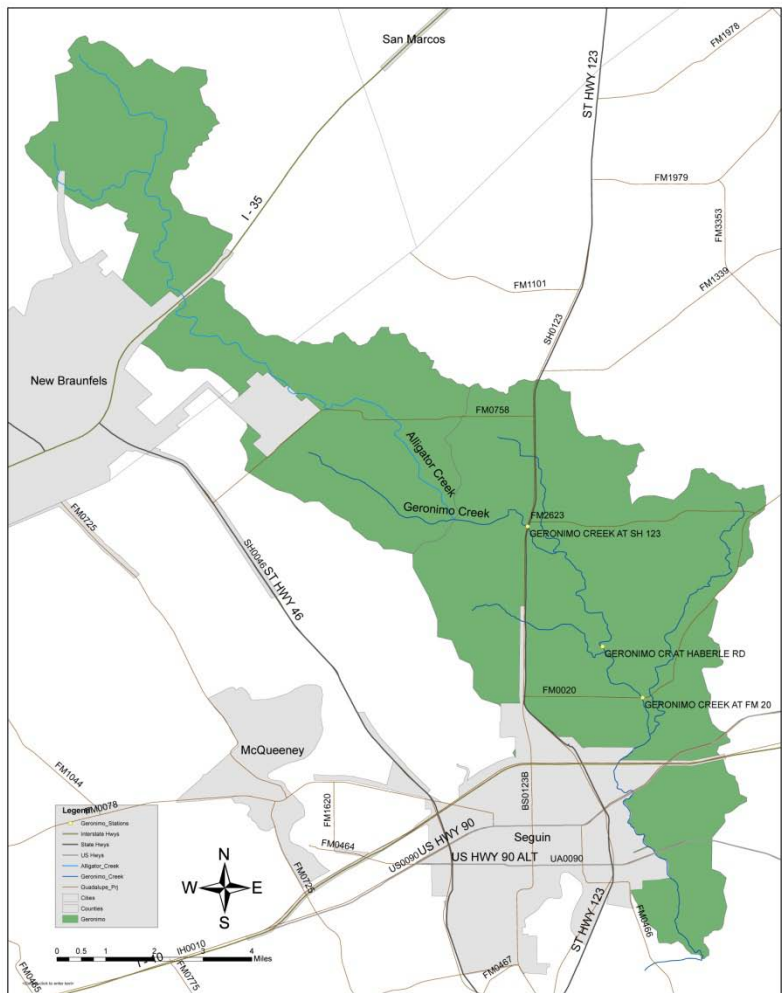 San Marcos
FM1978
ST HWY 123
FM1979
FM3353
I - 35
FM1339
FM1101
SH0123
New Braunfels
FM0758
Alligator Creek
Geronimo Creek
FM2623
GERONIMO CREEK AT SH 123
FM0725
SH0046
ST HWY 46
GERONIMO CR AT HABERLE RD
FM0020
GERONIMO CREEK AT FM 20
McQueeney
FM1044
BS0123B
FM0078
FM1620
Seguin
FM0464
US0090
US HWY 90
US HWY 90 ALT
UA0090
FM0725
ST HWY 123
FM0466
FM0467
Legend
Geronimo_Stations
Interstate Hwys
State Hwys
US Hwys
Alligator_Creek
Geronimo_Creek
Guadalupe_Prj
Cities
Counties
Geronimo
N
W
E
S
0 0.5 1 2 3 4
Miles
I - 10
IH0010
FM0465
FM0775